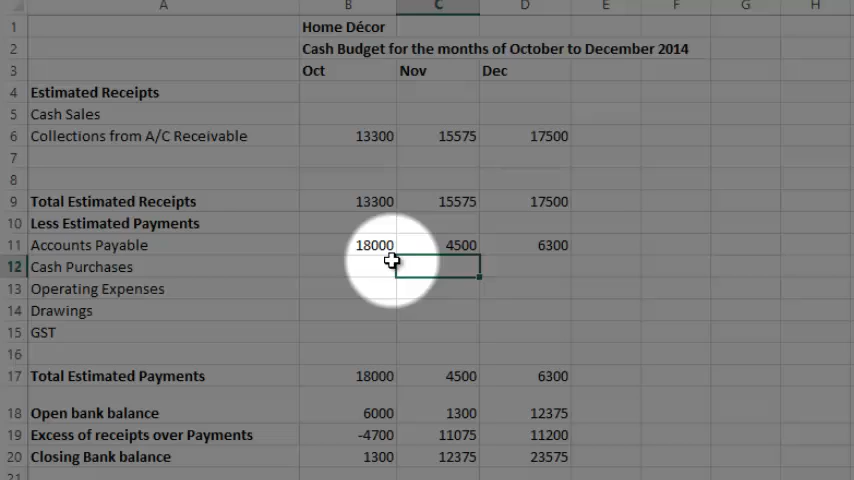 A B C D E F G H
1 Home Décor
2 Cash Budget for the months of October to December 2014
3 Oct Nov Dec
4 Estimated Receipts
5 Cash Sales
6 Collections from A/C Receivable 13300 15575 17500
7
8
9 Total Estimated Receipts 13300 15575 17500
10 Less Estimated Payments
11 Accounts Payable 18000 4500 6300
12 Cash Purchases
13 Operating Expenses
14 Drawings
15 GST
16
17 Total Estimated Payments 18000 4500 6300
18 Open bank balance 6000 1300 12375
19 Excess of receipts over Payments -4700 11075 11200
20 Closing Bank balance 1300 12375 23575
21